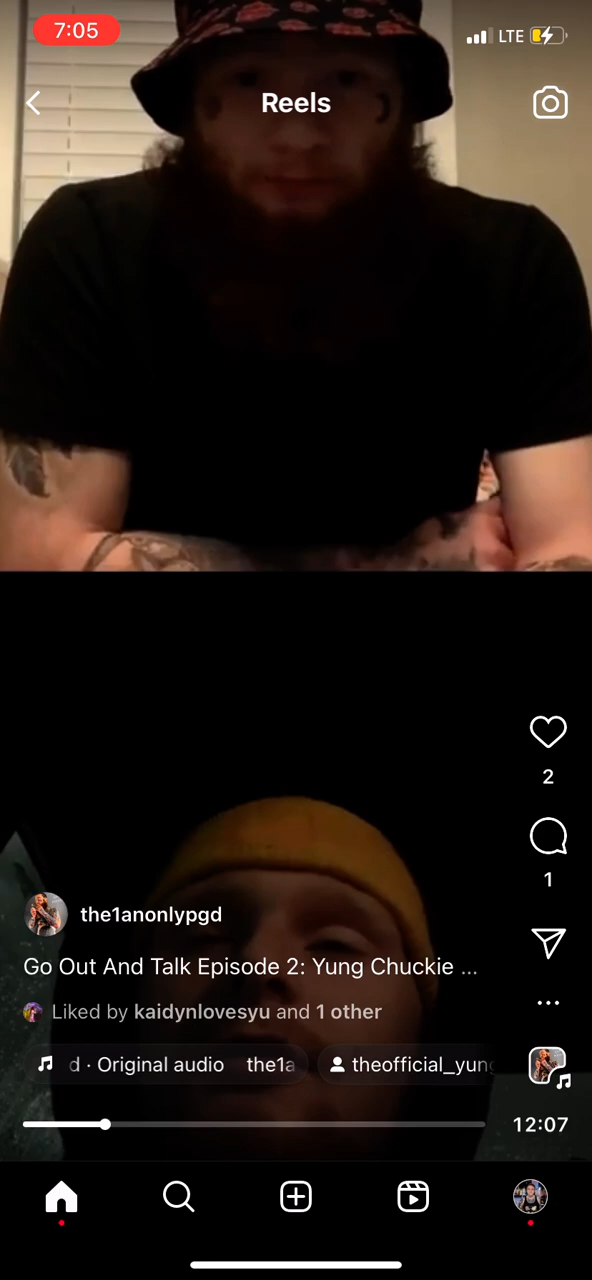 7:05
LTE
Reels
2
1
the1anonlypgd
Go Out And Talk Episode 2: Yung Chuckie ...
Liked by kaidynlovesyu and 1 other
d · Original audio the1a
theofficial_yung
12:07